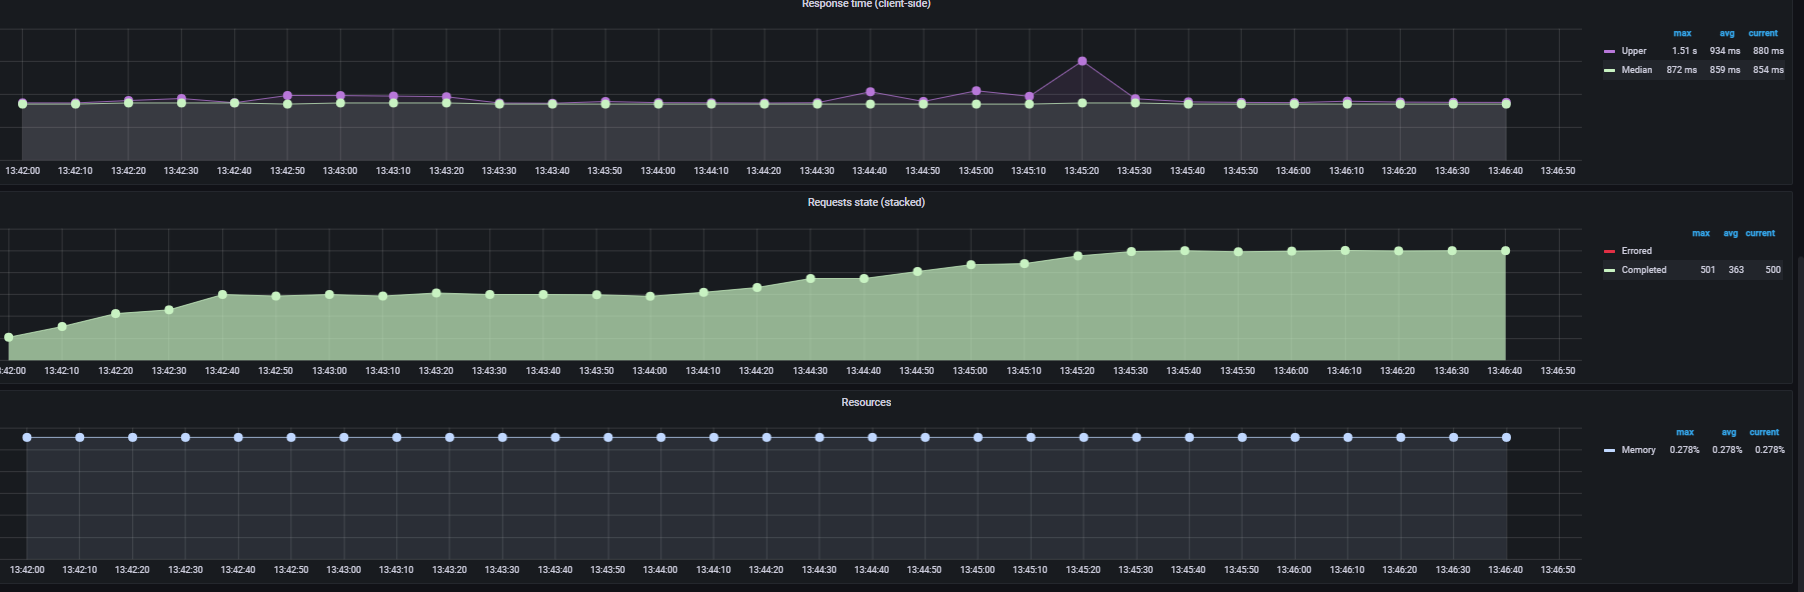 Response time (client-side)
max avg current
Upper 1.51 s 934 ms 880 ms
Median 872 ms 859 ms 854 ms
13:42:00 13:42:10 13:42:20 13:42:30 13:42:40 13:42:50 13:43:00 13:43:10 13:43:20 13:43:30 13:43:40 13:43:50 13:44:00 13:44:10 13:44:20 13:44:30 13:44:40 13:44:50 13:45:00 13:45:10 13:45:20 13:45:30 13:45:40 13:45:50 13:46:00 13:46:10 13:46:20 13:46:30 13:46:40 13:46:50
Requests state (stacked)
max avg current
Errored
Completed 501 363 500
:42:00 13:42:10 13:42:20 13:42:30 13:42:40 13:42:50 13:43:00 13:43:10 13:43:20 13:43:30 13:43:40 13:43:50 13:44:00 13:44:10 13:44:20 13:44:30 13:44:40 13:44:50 13:45:00 13:45:10 13:45:20 13:45:30 13:45:40 13:45:50 13:46:00 13:46:10 13:46:20 13:46:30 13:46:40 13:46:50
Resources
max avg current
Memory 0.278% 0.278% 0.278%
13:42:00 13:42:10 13:42:20 13:42:30 13:42:40 13:42:50 13:43:00 13:43:10 13:43:20 13:43:30 13:43:40 13:43:50 13:44:00 13:44:10 13:44:20 13:44:30 13:44:40 13:44:50 13:45:00 13:45:10 13:45:20 13:45:30 13:45:40 13:45:50 13:46:00 13:46:10 13:46:20 13:46:30 13:46:40 13:46:50